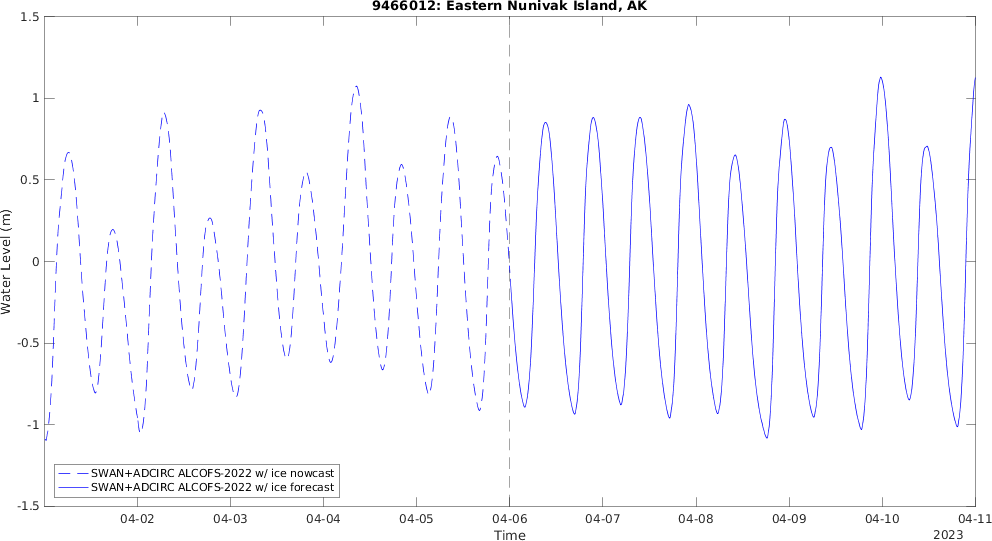 9466012: Eastern Nunivak Island, AK
1.5
1
0.5
0
-0.5
-1
-1.5
Water Level (m)
SWAN+ADCIRC ALCOFS-2022 w/ ice nowcast
SWAN+ADCIRC ALCOFS-2022 w/ ice forecast
04-02 04-03 04-04 04-05 04-06 04-07 04-08 04-09 04-10 04-11
Time
2023